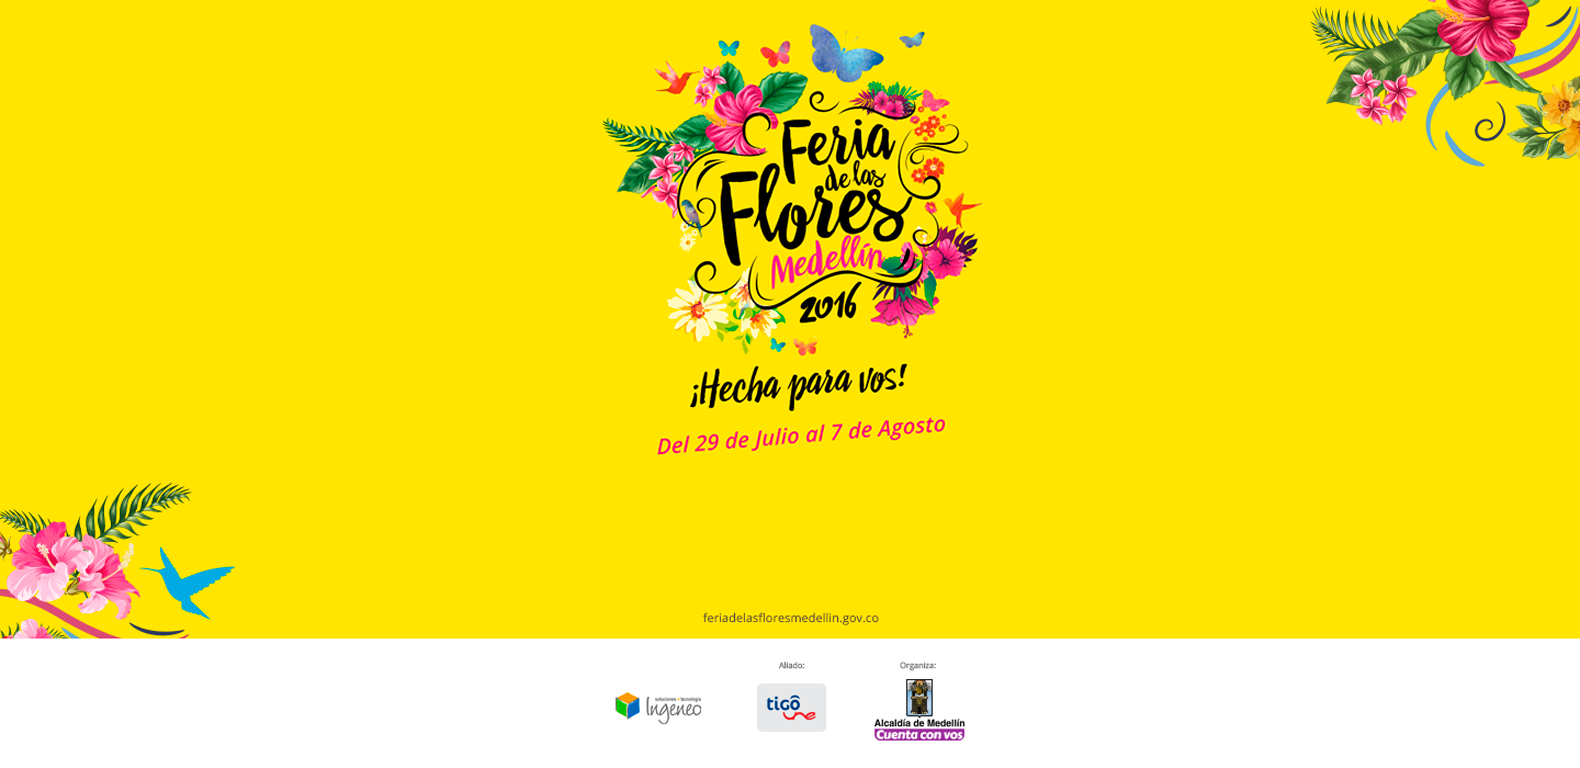 Feria
de las
Flores
Medellín
2016
¡Hecha para vos!
Del 29 de Julio al 7 de Agosto
feriadelasfloresmedellin.gov.co
Aliado:
Organiza:
soluciones + tecnología
Ingeneo
tigô
une
Alcaldía de Medellín
Cuenta con vos